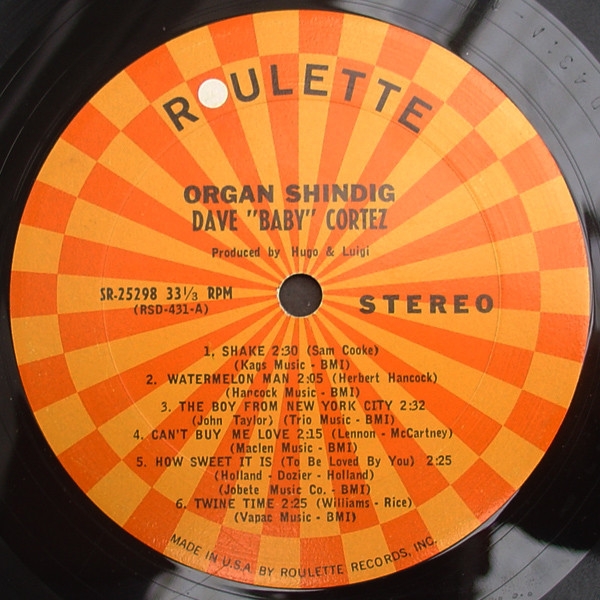 ROULETTE
ORGAN SHINDIG
DAVE "BABY" CORTEZ
Produced by Hugo & Luigi
SR-25298 33⅓ RPM
(RSD-431-A)
STEREO
1. SHAKE 2:30 (Sam Cooke)
(Kags Music - BMI)
2. WATERMELON MAN 2:05 (Herbert Hancock)
(Hancock Music - BMI)
3. THE BOY FROM NEW YORK CITY 2:32
(John Taylor) (Trio Music - BMI)
4. CAN'T BUY ME LOVE 2:15 (Lennon - McCartney)
(Maclen Music - BMI)
5. HOW SWEET IT IS (To Be Loved By You) 2:25
(Holland - Dozier - Holland)
(Jobete Music Co. - BMI)
6. TWINE TIME 2:25 (Williams - Rice)
(Vapac Music - BMI)
MADE IN U.S.A. BY ROULETTE RECORDS, INC.